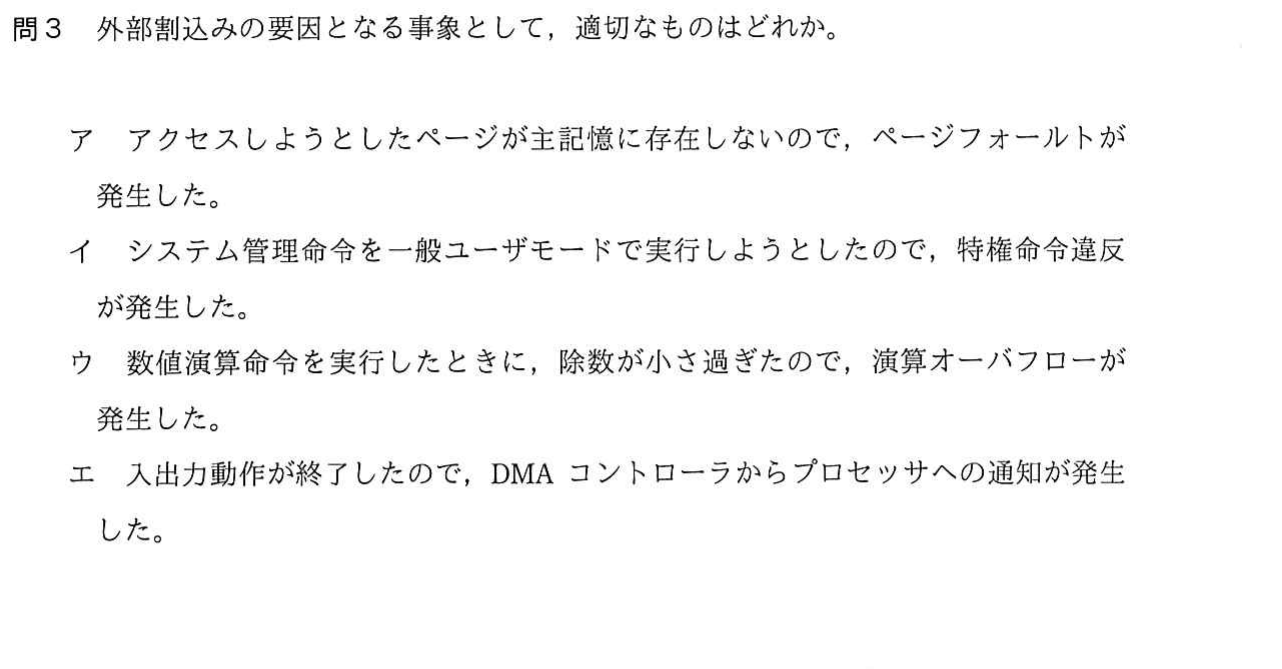 問3　外部割込みの要因となる事象として，適切なものはどれか。
ア　アクセスしようとしたページが主記憶に存在しないので，ページフォールトが
発生した。
イ　システム管理命令を一般ユーザモードで実行しようとしたので，特権命令違反
が発生した。
ウ　数値演算命令を実行したときに，除数が小さ過ぎたので，演算オーバフローが
発生した。
エ　入出力動作が終了したので，DMA コントローラからプロセッサへの通知が発生
した。